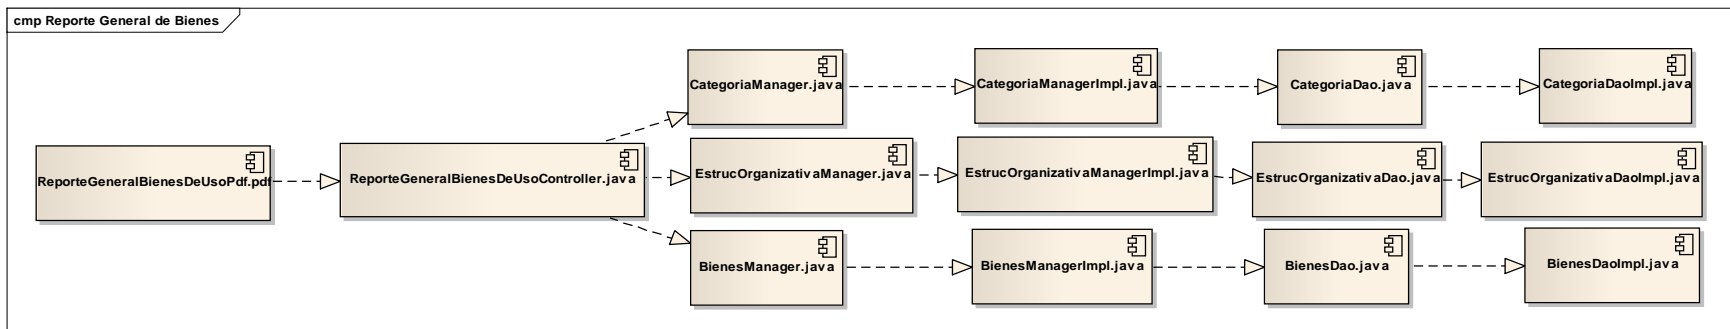 cmp Reporte General de Bienes
CategoriaManager.java
CategoriaManagerImpl.java
CategoriaDao.java
CategoriaDaoImpl.java
ReporteGeneralBienesDeUsoPdf.pdf
ReporteGeneralBienesDeUsoController.java
EstrucOrganizativaManager.java
EstrucOrganizativaManagerImpl.java
EstrucOrganizativaDao.java
EstrucOrganizativaDaoImpl.java
BienesManager.java
BienesManagerImpl.java
BienesDao.java
BienesDaoImpl.java